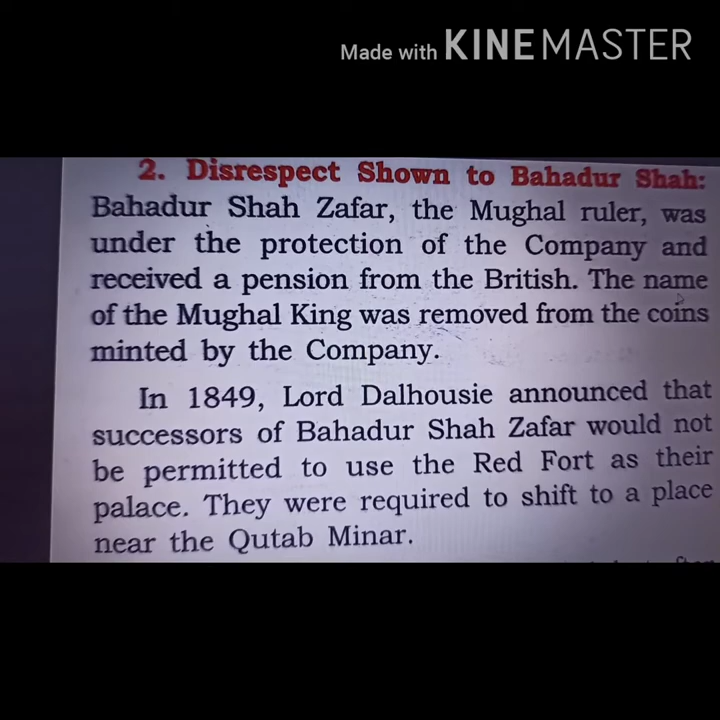 Made with KINEMASTER
2. Disrespect Shown to Bahadur Shah:
Bahadur Shah Zafar, the Mughal ruler, was
under the protection of the Company and
received a pension from the British. The name
of the Mughal King was removed from the coins
minted by the Company.
In 1849, Lord Dalhousie announced that
successors of Bahadur Shah Zafar would not
be permitted to use the Red Fort as their
palace. They were required to shift to a place
near the Qutab Minar.